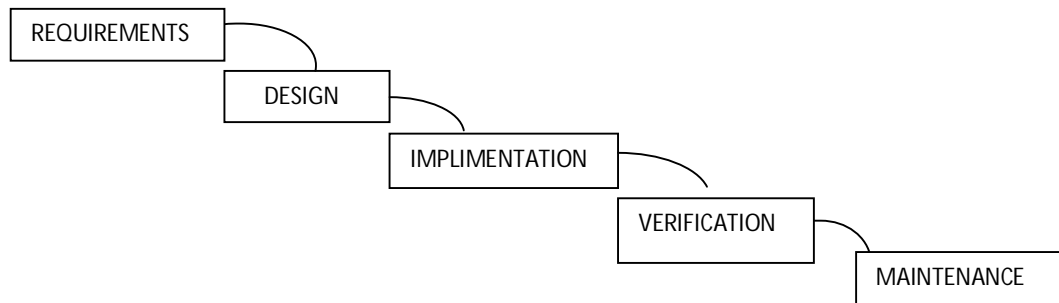 REQUIREMENTS
DESIGN
IMPLIMENTATION
VERIFICATION
MAINTENANCE